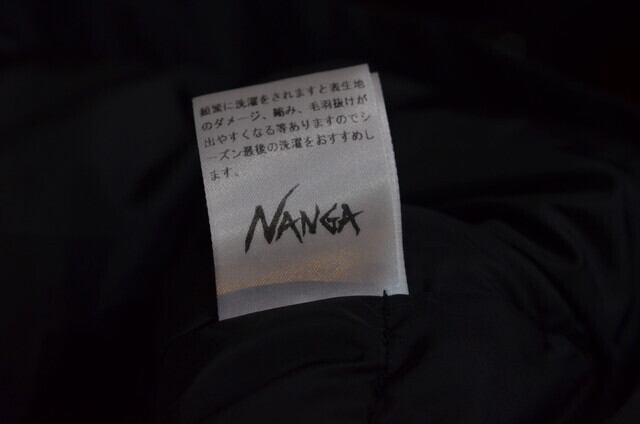 頻繁に洗濯をされますと表生地
のダメージ、縮み、毛羽抜けが
出やすくなる等ありますのでシ
ーズン最後の洗濯をおすすめし
ます。
NANGA